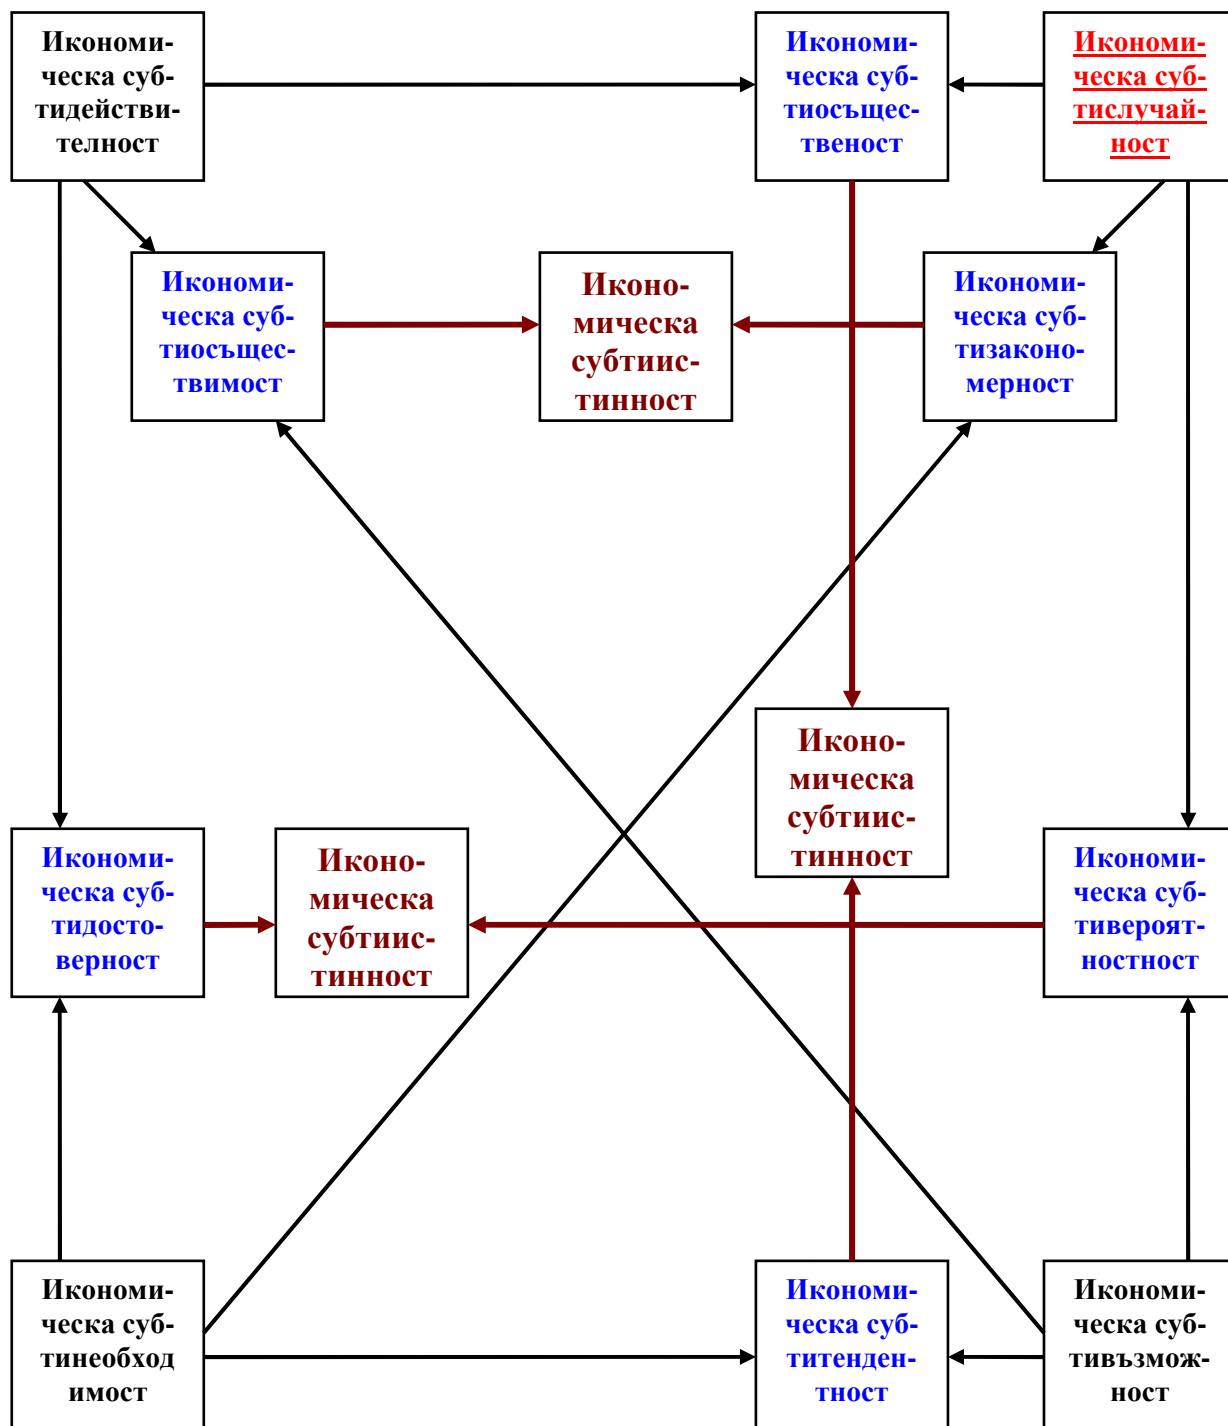 Икономи-
ческа суб-
тидействи-
телност
Икономи-
ческа суб-
тиосъщес-
твеност
Икономи-
ческа суб-
тислучай-
ност
Икономи-
ческа суб-
тиосъщес-
твимост
Иконо-
мическа
субтиис-
тинност
Икономи-
ческа суб-
тизаконо-
мерност
Иконо-
мическа
субтиис-
тинност
Икономи-
ческа суб-
тидосто-
верност
Иконо-
мическа
субтиис-
тинност
Икономи-
ческа суб-
тивероят-
ностност
Икономи-
ческа суб-
тинеобход
имост
Икономи-
ческа суб-
титенден-
тност
Икономи-
ческа суб-
тивъзмож-
ност